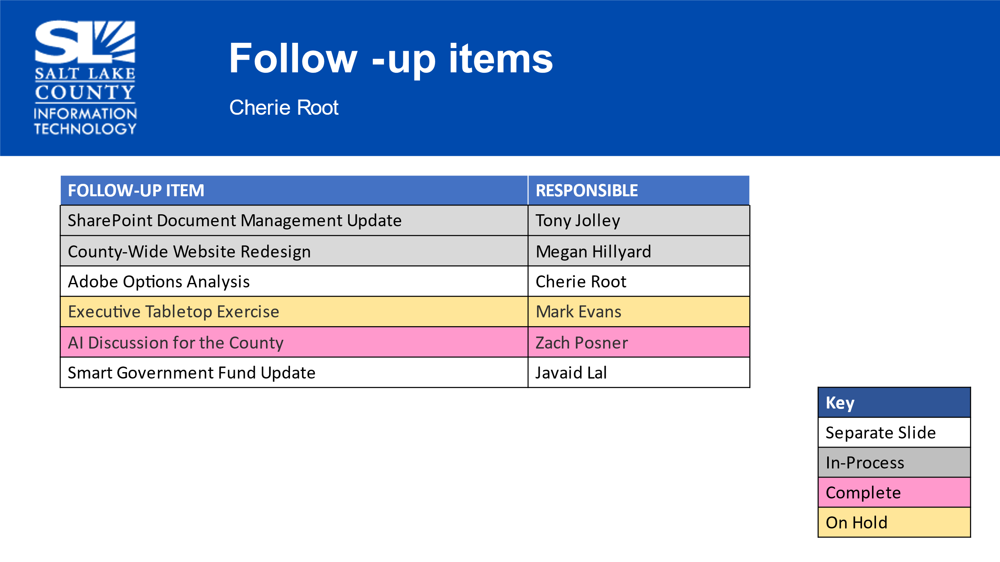 SL
SALT LAKE
COUNTY
INFORMATION
TECHNOLOGY
Follow -up items
Cherie Root
FOLLOW-UP ITEM RESPONSIBLE
SharePoint Document Management Update Tony Jolley
County-Wide Website Redesign Megan Hillyard
Adobe Options Analysis Cherie Root
Executive Tabletop Exercise Mark Evans
AI Discussion for the County Zach Posner
Smart Government Fund Update Javaid Lal
Key
Separate Slide
In-Process
Complete
On Hold